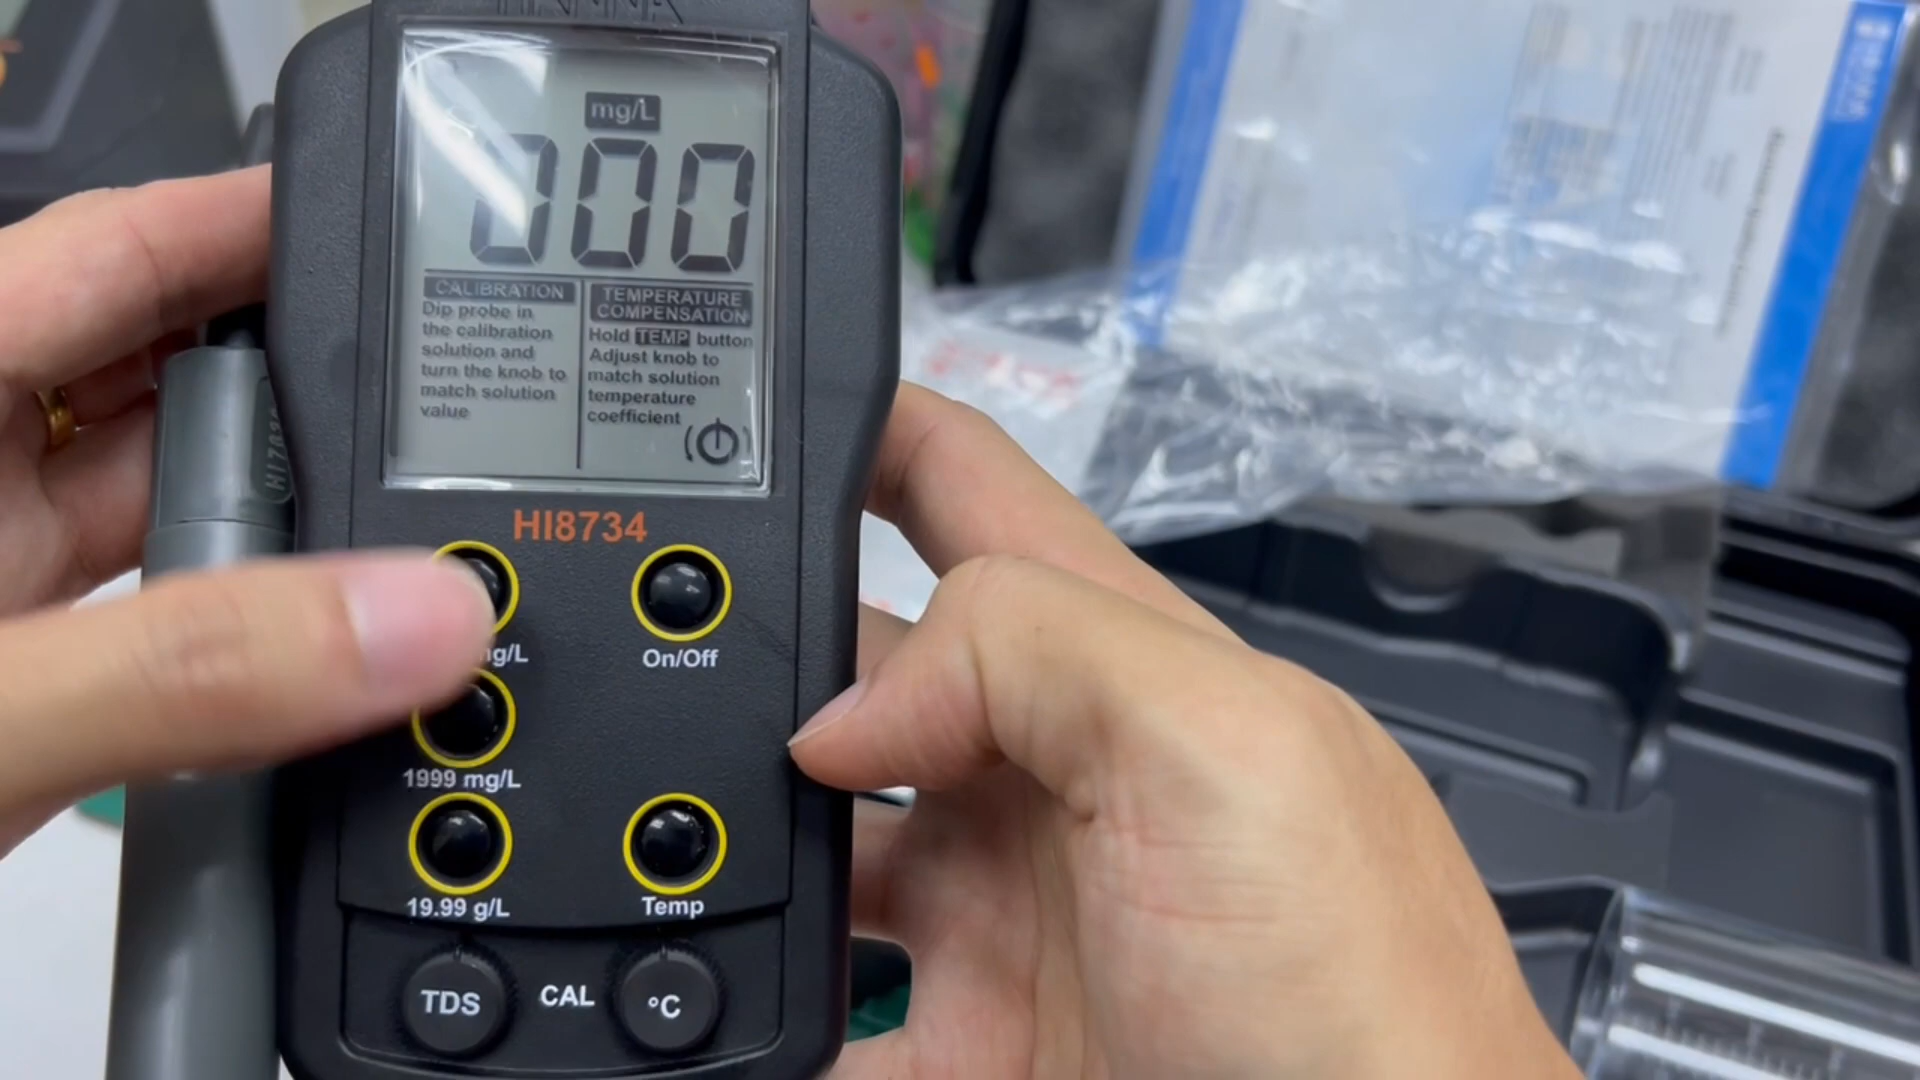 mg/L
000
CALIBRATION
Dip probe in
the calibration
solution and
turn the knob to
match solution
value
TEMPERATURE
COMPENSATION
Hold TEMP button
Adjust knob to
match solution
temperature
coefficient
HI8734
mg/L
On/Off
1999 mg/L
19.99 g/L
Temp
TDS
CAL
°C